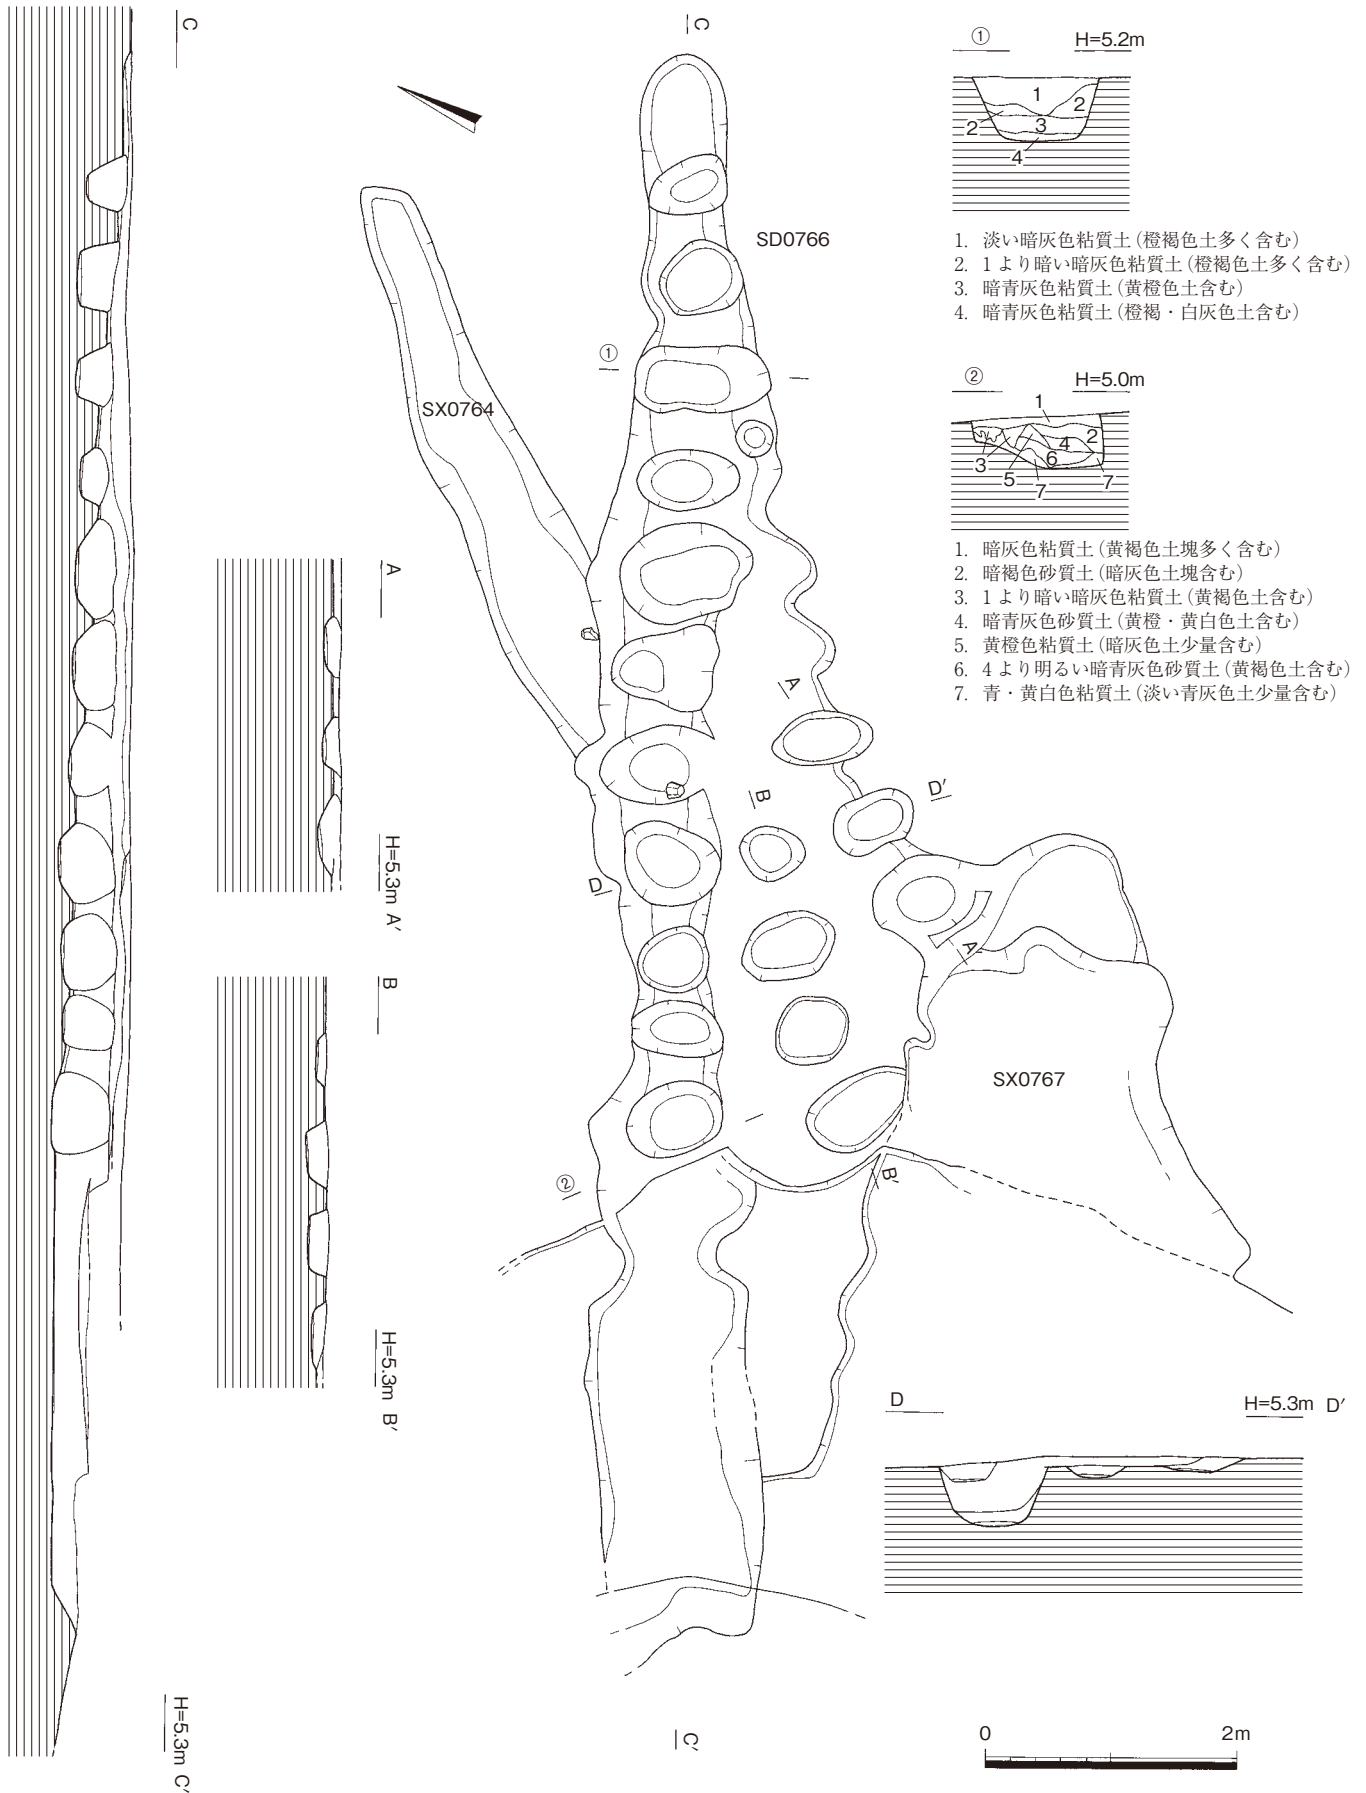 C
C
SD0766
①
SX0764
A
B
D′
D
A′
SX0767
②
B′
C′
①
H=5.2m
1
2
2
3
4
1. 淡い暗灰色粘質土（橙褐色土多く含む）
2. 1より暗い暗灰色粘質土（橙褐色土多く含む）
3. 暗青灰色粘質土（黄橙色土含む）
4. 暗青灰色粘質土（橙褐・白灰色土含む）
②
H=5.0m
1
2
4
3
6
5
7
7
1. 暗灰色粘質土（黄褐色土塊多く含む）
2. 暗褐色砂質土（暗灰色土塊含む）
3. 1より暗い暗灰色粘質土（黄褐色土含む）
4. 暗青灰色砂質土（黄橙・黄白色土含む）
5. 黄橙色粘質土（暗灰色土少量含む）
6. 4より明るい暗青灰色砂質土（黄褐色土含む）
7. 青・黄白色粘質土（淡い青灰色土少量含む）
A
H=5.3m A′
B
H=5.3m B′
H=5.3m C′
D
H=5.3m D′
0
2m